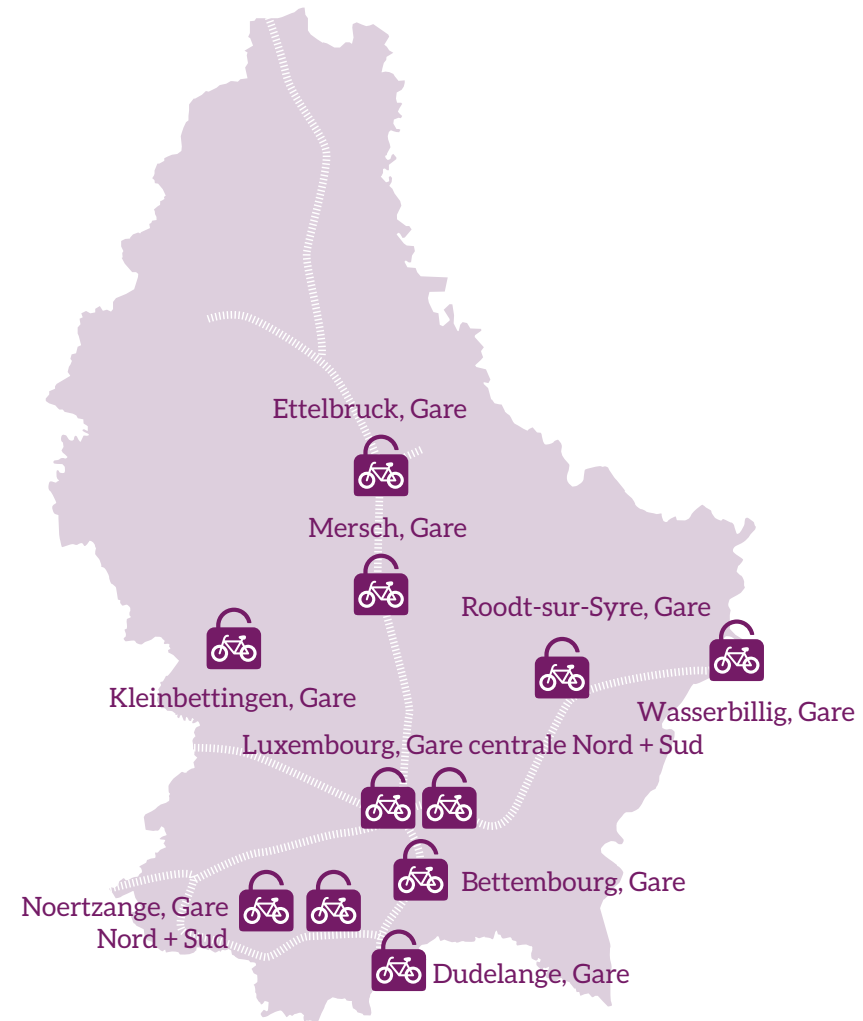 Ettelbruck, Gare
Mersch, Gare
Roodt-sur-Syre, Gare
Kleinbettingen, Gare
Wasserbillig, Gare
Luxembourg, Gare centrale Nord + Sud
Bettembourg, Gare
Noertzange, Gare
Nord + Sud
Dudelange, Gare